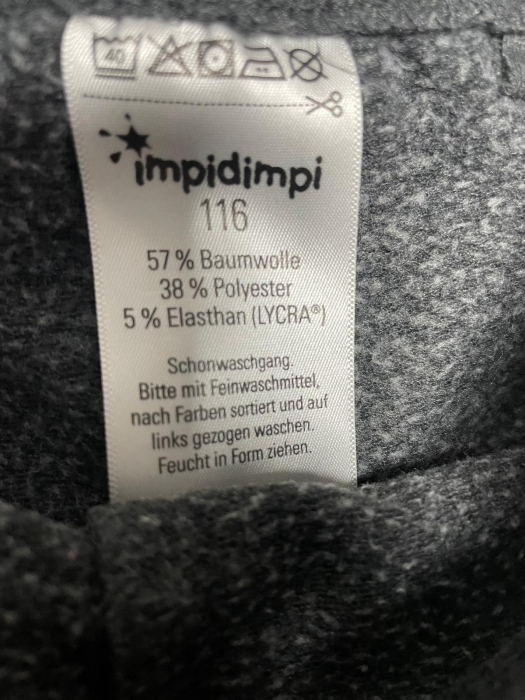 40
impidimpi
116
57 % Baumwolle
38 % Polyester
5 % Elasthan (LYCRA®)
Schonwaschgang.
Bitte mit Feinwaschmittel,
nach Farben sortiert und auf
links gezogen waschen.
Feucht in Form ziehen.